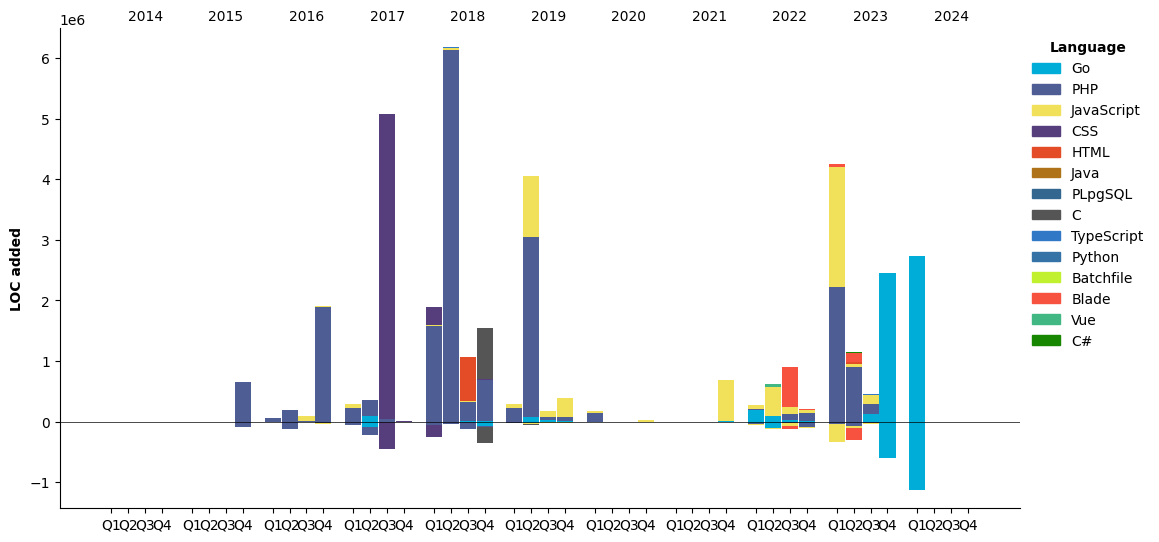 2014 2015 2016 2017 2018 2019 2020 2021 2022 2023 2024
1e6
6
5
4
3
2
1
0
−1
LOC added
Q1Q2Q3Q4 Q1Q2Q3Q4 Q1Q2Q3Q4 Q1Q2Q3Q4 Q1Q2Q3Q4 Q1Q2Q3Q4 Q1Q2Q3Q4 Q1Q2Q3Q4 Q1Q2Q3Q4 Q1Q2Q3Q4 Q1Q2Q3Q4
Language
Go
PHP
JavaScript
CSS
HTML
Java
PLpgSQL
C
TypeScript
Python
Batchfile
Blade
Vue
C#